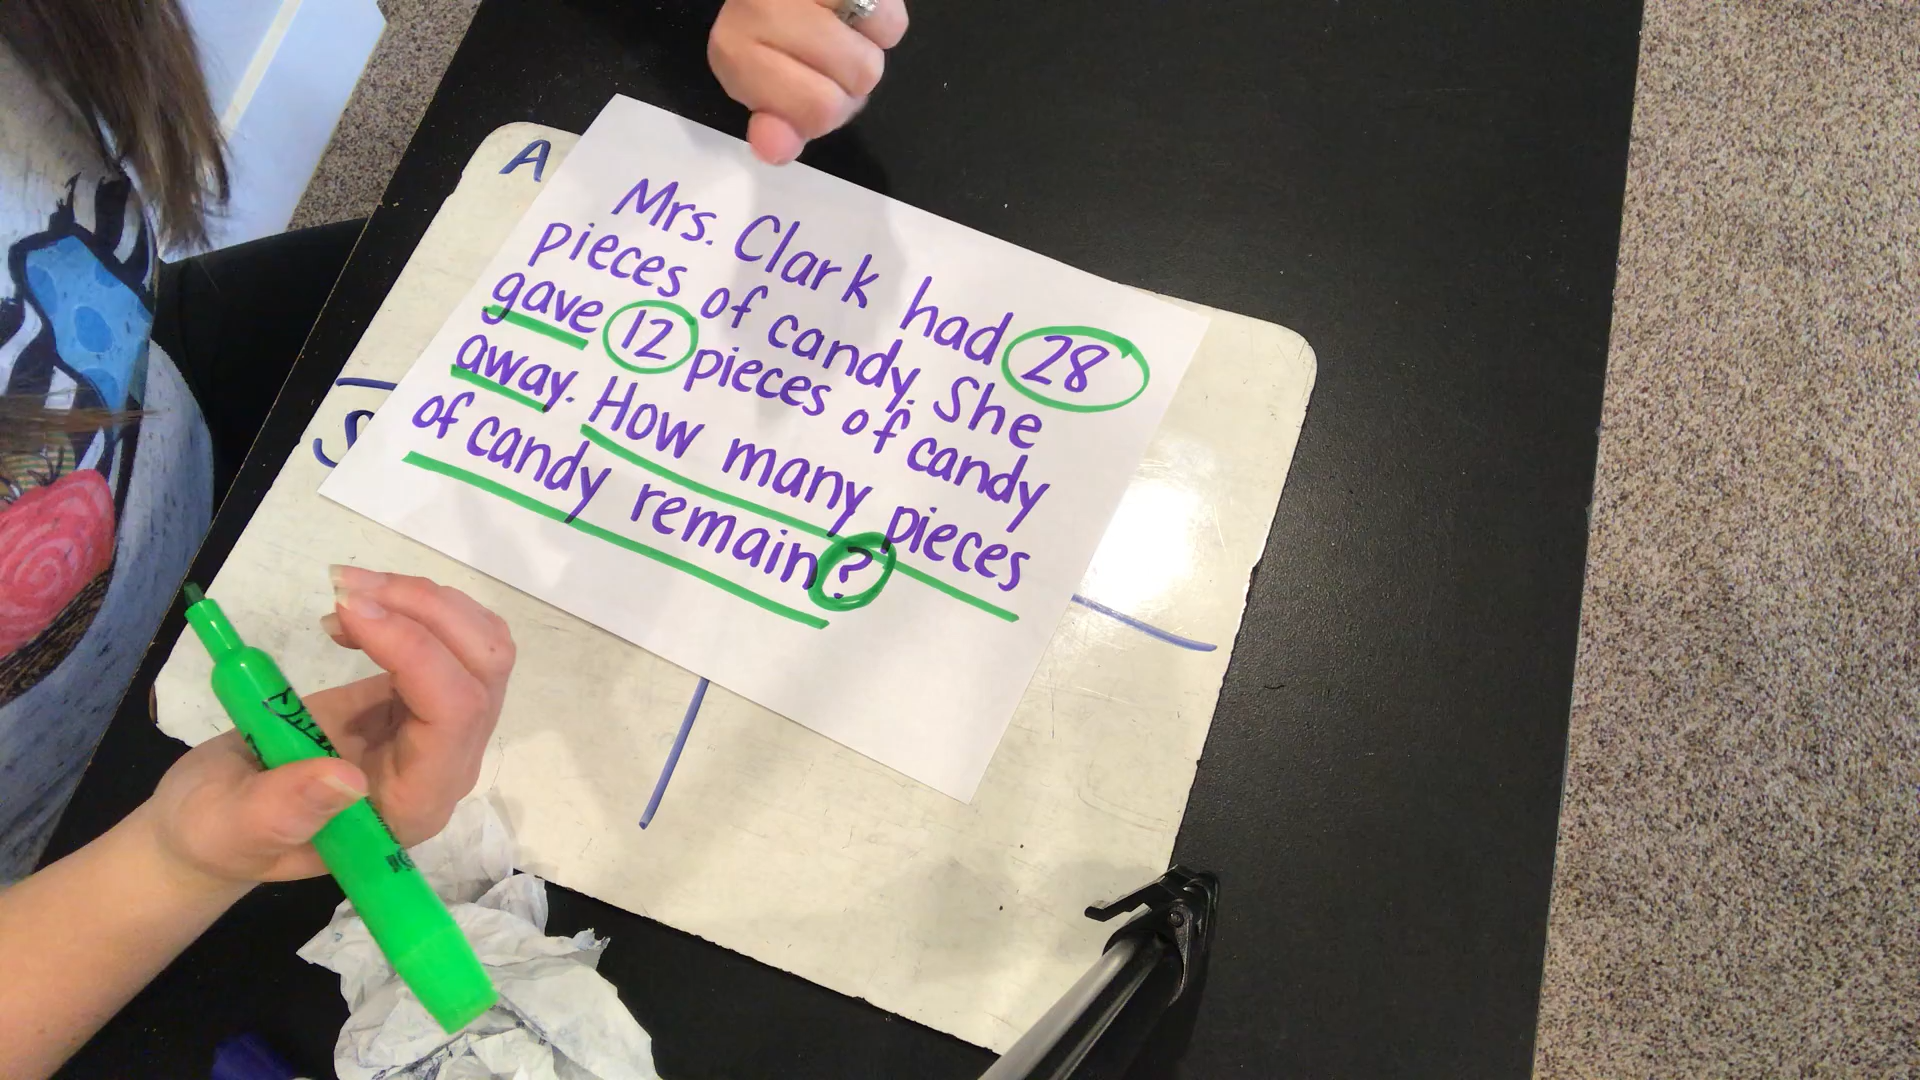 A
Mrs. Clark had 28
pieces of candy. She
gave 12 pieces of candy
away. How many pieces
of candy remain?
S